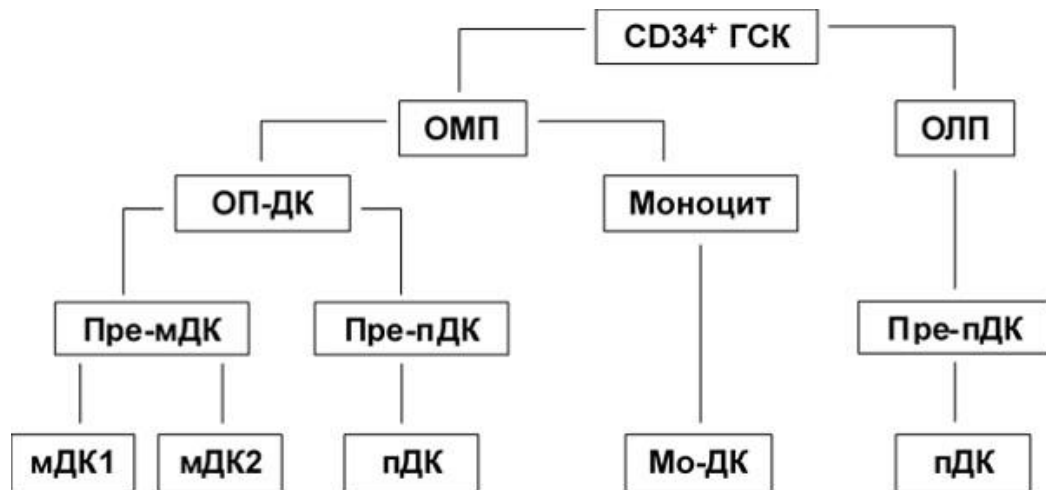 CD34⁺ ГСК
ОМП
ОЛП
ОП-ДК
Моноцит
Пре-мДК
Пре-пДК
Пре-пДК
мДК1
мДК2
пДК
Мо-ДК
пДК